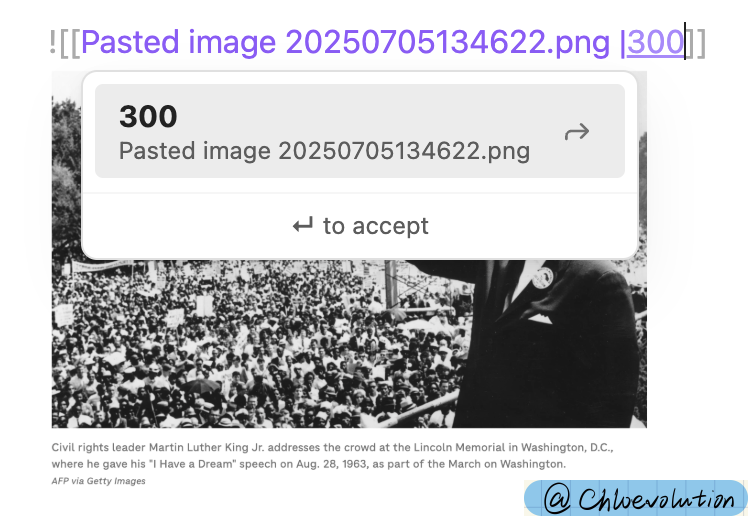 ![[Pasted image 20250705134622.png |300]]
300
Pasted image 20250705134622.png
↵ to accept
Civil rights leader Martin Luther King Jr. addresses the crowd at the Lincoln Memorial in Washington, D.C.,
where he gave his "I Have a Dream" speech on Aug. 28, 1963, as part of the March on Washington.
AFP via Getty Images
@ Chloevolution